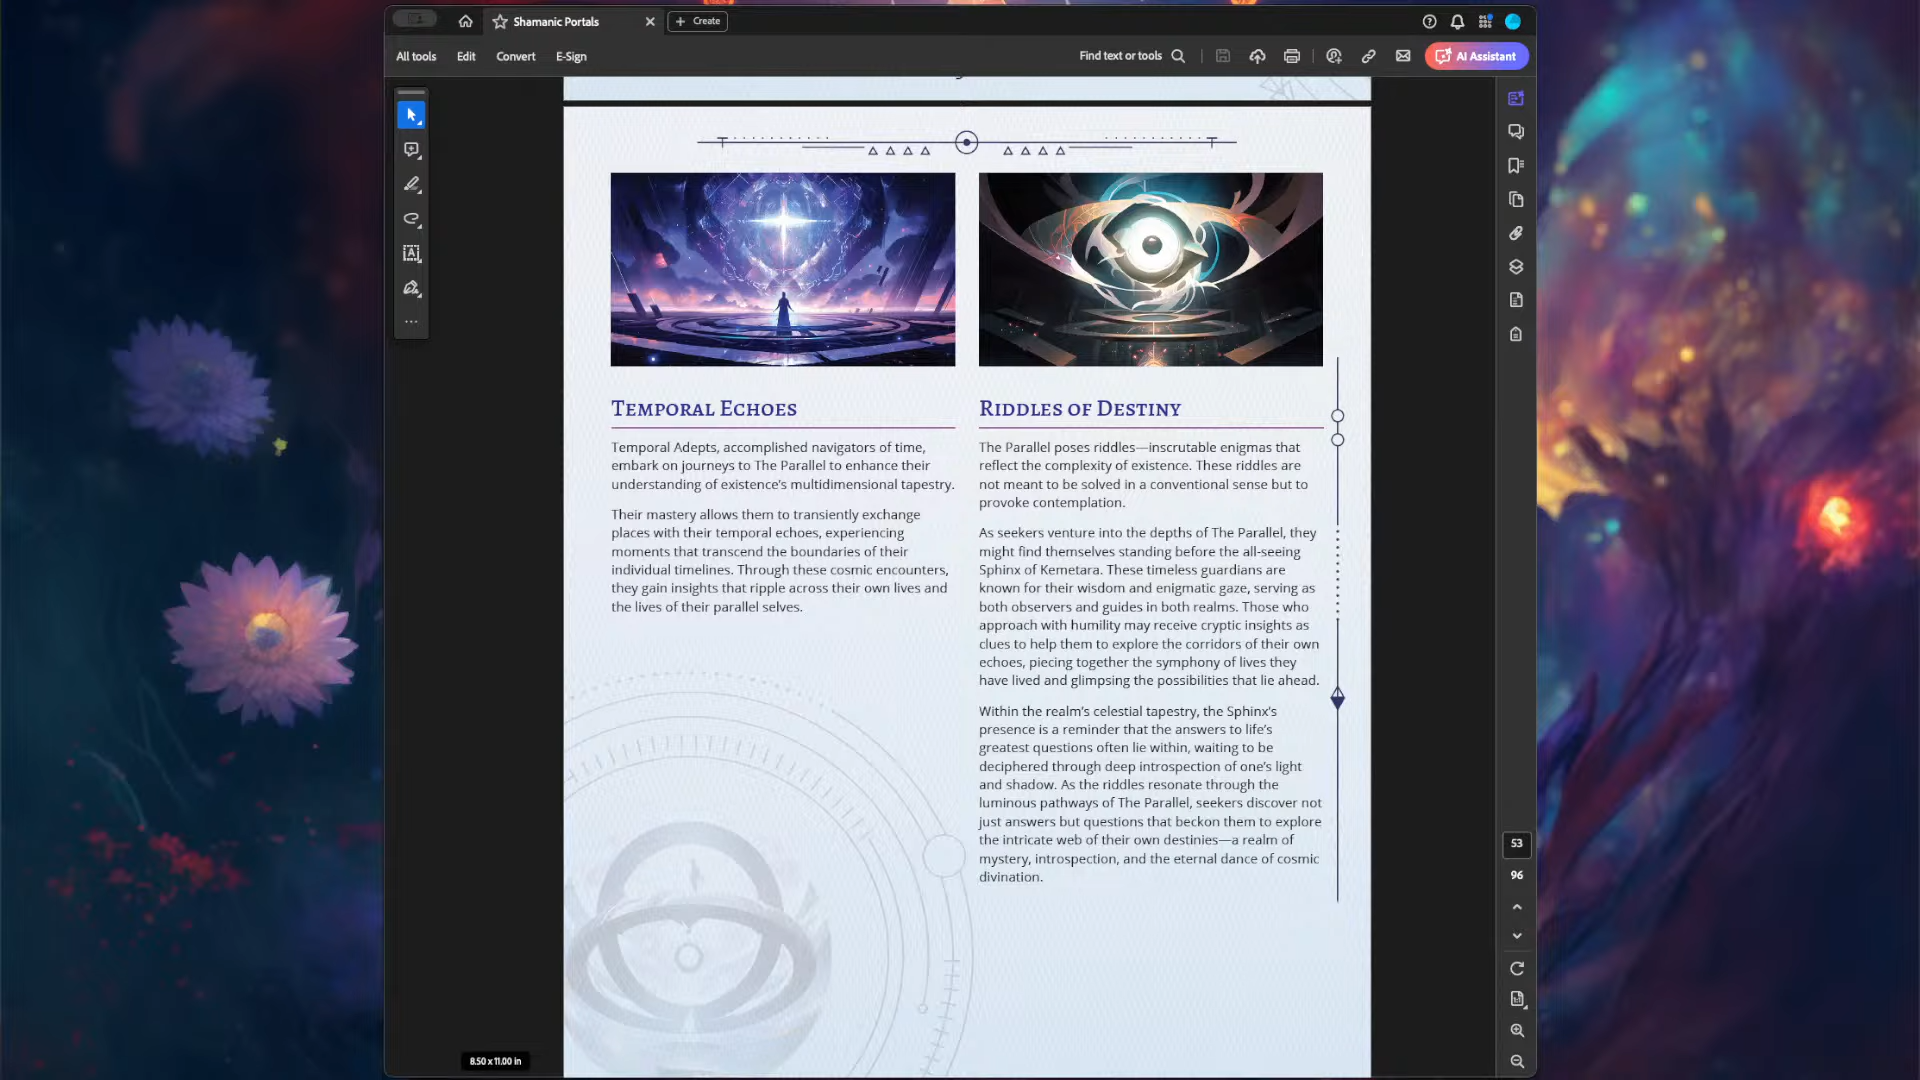 Shamanic Portals
Create
All tools
Edit
Convert
E-Sign
Find text or tools
AI Assistant
TEMPORAL ECHOES
Temporal Adepts, accomplished navigators of time,
embark on journeys to The Parallel to enhance their
understanding of existence's multidimensional tapestry.
Their mastery allows them to transiently exchange
places with their temporal echoes, experiencing
moments that transcend the boundaries of their
individual timelines. Through these cosmic encounters,
they gain insights that ripple across their own lives and
the lives of their parallel selves.
RIDDLES OF DESTINY
The Parallel poses riddles—inscrutable enigmas that
reflect the complexity of existence. These riddles are
not meant to be solved in a conventional sense but to
provoke contemplation.
As seekers venture into the depths of The Parallel, they
might find themselves standing before the all-seeing
Sphinx of Kemetara. These timeless guardians are
known for their wisdom and enigmatic gaze, serving as
both observers and guides in both realms. Those who
approach with humility may receive cryptic insights as
clues to help them to explore the corridors of their own
echoes, piecing together the symphony of lives they
have lived and glimpsing the possibilities that lie ahead.
Within the realm's celestial tapestry, the Sphinx's
presence is a reminder that the answers to life's
greatest questions often lie within, waiting to be
deciphered through deep introspection of one's light
and shadow. As the riddles resonate through the
luminous pathways of The Parallel, seekers discover not
just answers but questions that beckon them to explore
the intricate web of their own destinies—a realm of
mystery, introspection, and the eternal dance of cosmic
divination.
53
96
8.50 x 11.00 in